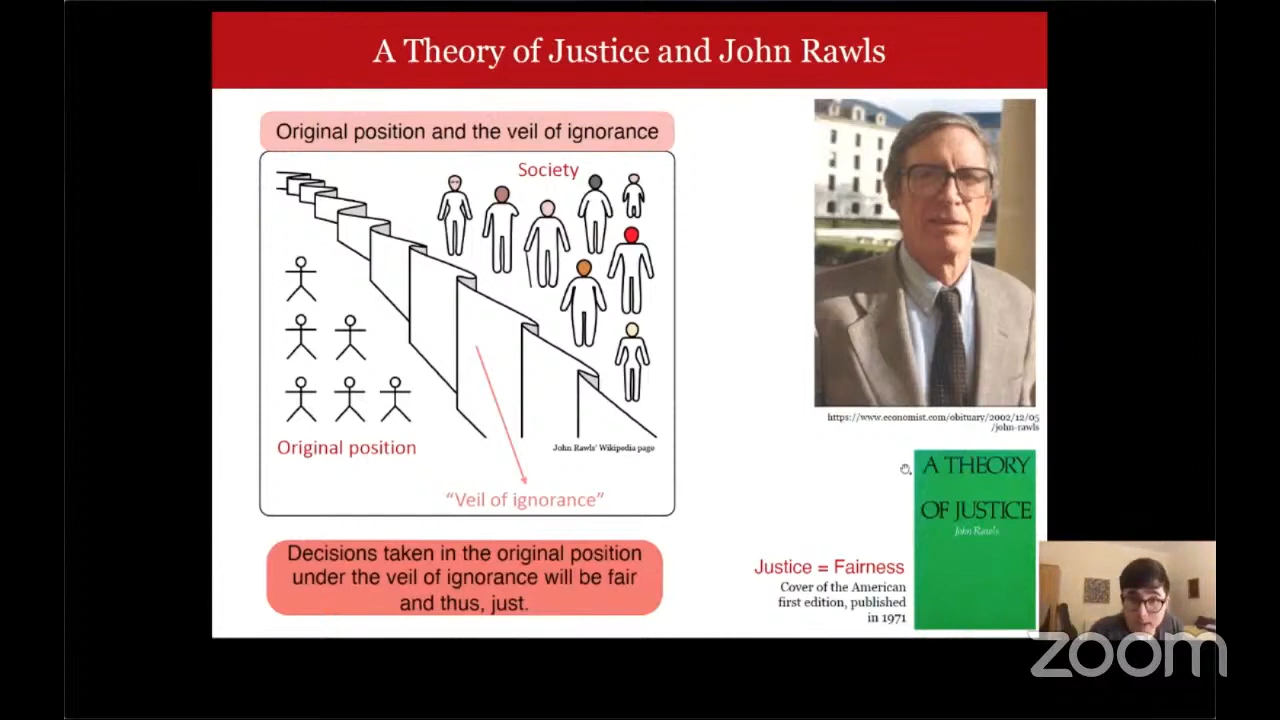 A Theory of Justice and John Rawls
Original position and the veil of ignorance
Society
Original position
John Rawls' Wikipedia page
“Veil of ignorance”
Decisions taken in the original position
under the veil of ignorance will be fair
and thus, just.
https://www.economist.com/obituary/2002/12/05
/john-rawls
A THEORY
OF JUSTICE
John Rawls
Justice = Fairness
Cover of the American
first edition, published
in 1971
zoom